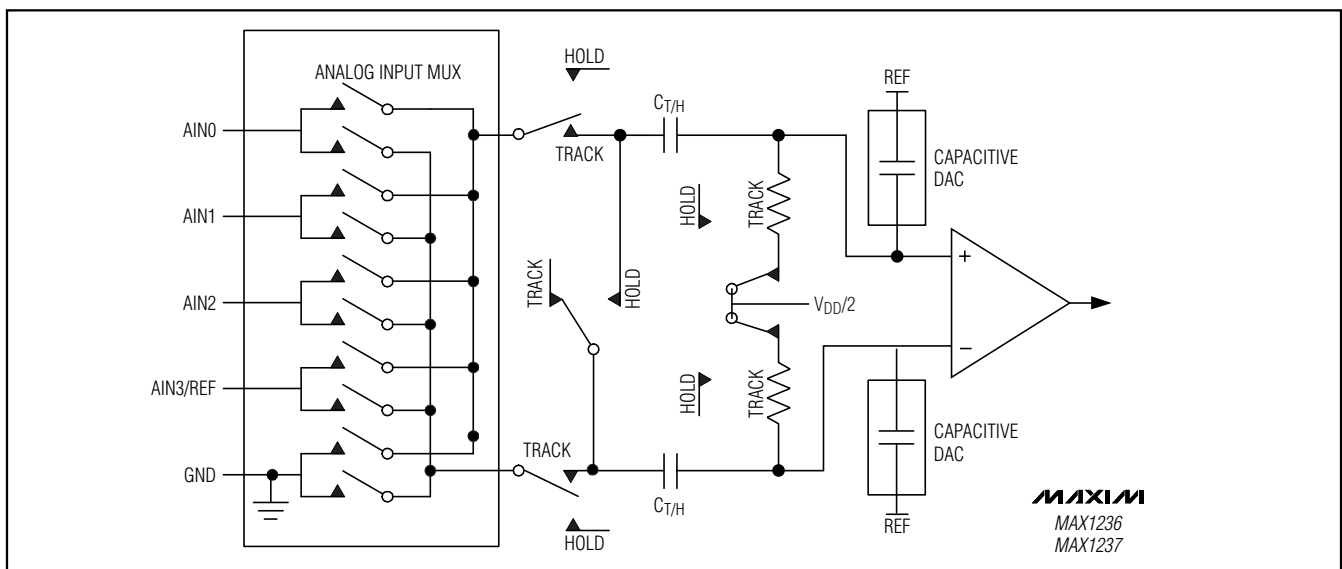 ANALOG INPUT MUX
AIN0
AIN1
AIN2
AIN3/REF
GND
HOLD
TRACK
CT/H
HOLD
TRACK
TRACK
HOLD
VDD/2
HOLD
TRACK
TRACK
HOLD
CT/H
REF
CAPACITIVE
DAC
+
−
CAPACITIVE
DAC
REF
MAXIM
MAX1236
MAX1237